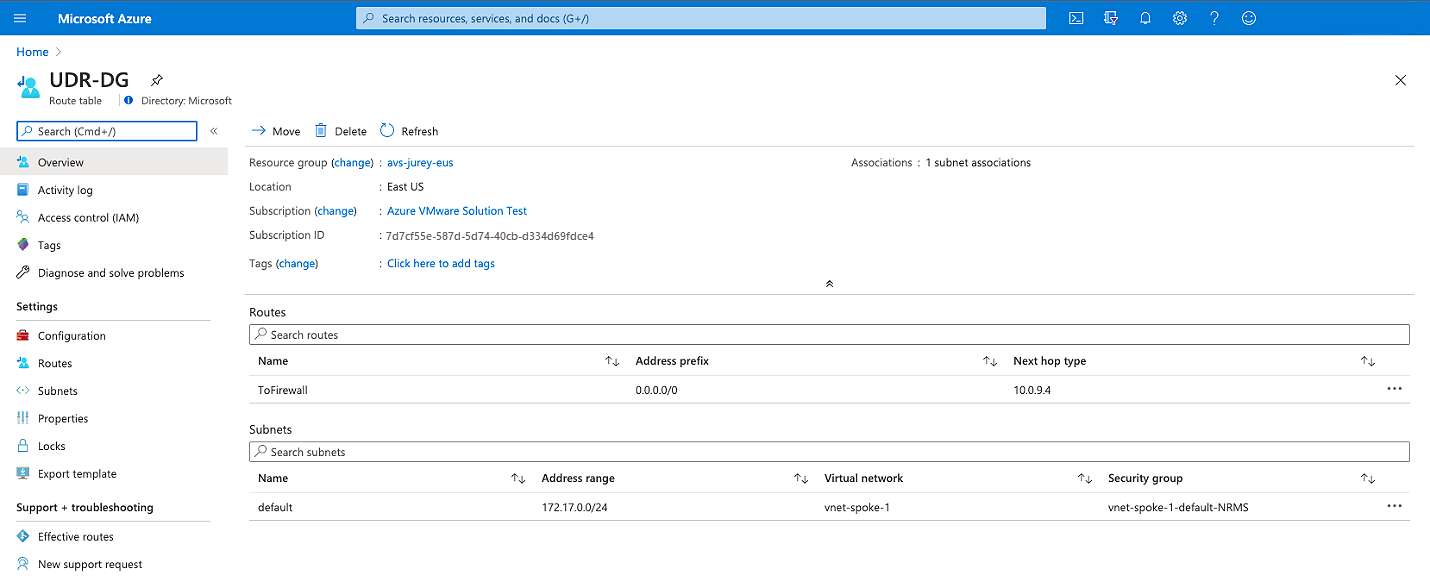 Microsoft Azure
Search resources, services, and docs (G+/)
Home
UDR-DG
Route table
Directory: Microsoft
Search (Cmd+/)
Overview
Activity log
Access control (IAM)
Tags
Diagnose and solve problems
Settings
Configuration
Routes
Subnets
Properties
Locks
Export template
Support + troubleshooting
Effective routes
New support request
Move Delete Refresh
Resource group (change) : avs-jurey-eus
Location : East US
Subscription (change) : Azure VMware Solution Test
Subscription ID : 7d7cf55e-587d-5d74-40cb-d334d69fdce4
Tags (change) : Click here to add tags
Associations : 1 subnet associations
Routes
Search routes
Name Address prefix Next hop type
ToFirewall 0.0.0.0/0 10.0.9.4
Subnets
Search subnets
Name Address range Virtual network Security group
default 172.17.0.0/24 vnet-spoke-1 vnet-spoke-1-default-NRMS